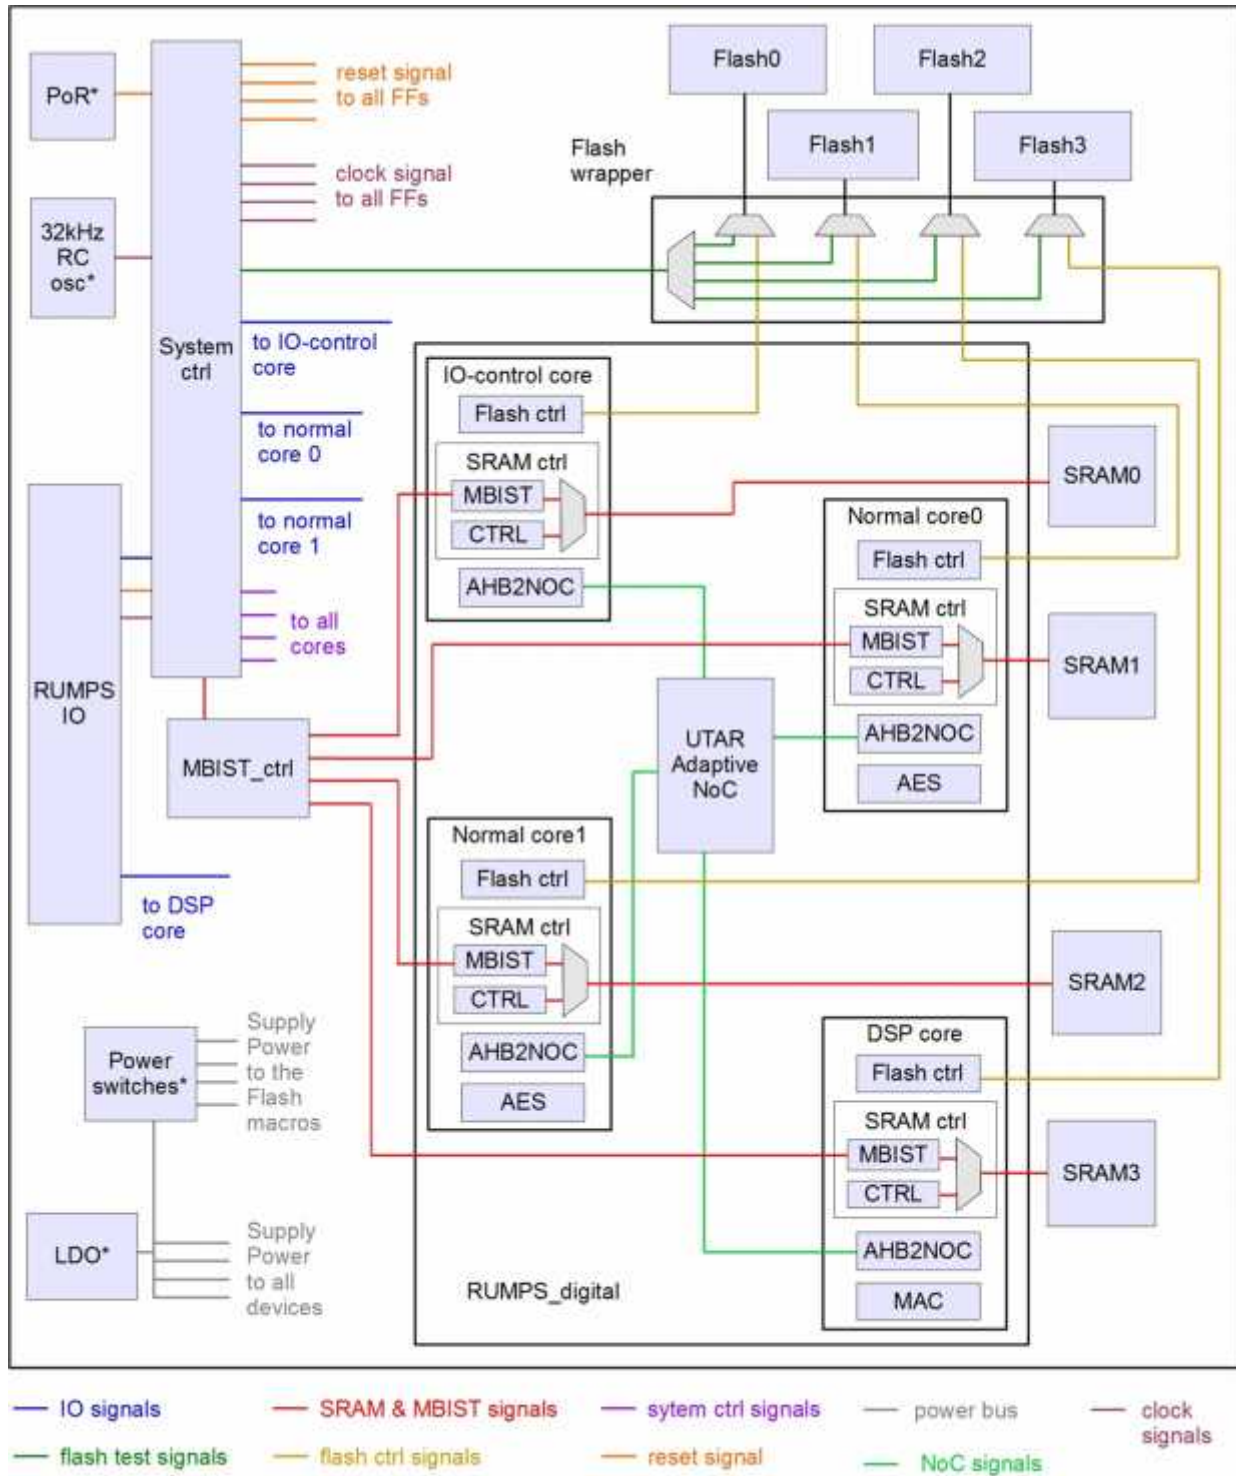 PoR*
reset signal
to all FFs
Flash0
Flash2
Flash1
Flash3
Flash
wrapper
clock signal
to all FFs
32kHz
RC
osc*
System
ctrl
to IO-control
core
to normal
core 0
to normal
core 1
to all
cores
RUMPS
IO
MBIST_ctrl
to DSP
core
IO-control core
Flash ctrl
SRAM ctrl
MBIST
CTRL
AHB2NOC
SRAM0
Normal core0
Flash ctrl
SRAM ctrl
MBIST
CTRL
AHB2NOC
AES
SRAM1
UTAR
Adaptive
NoC
Normal core1
Flash ctrl
SRAM ctrl
MBIST
CTRL
AHB2NOC
AES
SRAM2
DSP core
Flash ctrl
SRAM ctrl
MBIST
CTRL
AHB2NOC
MAC
SRAM3
Power
switches*
Supply
Power
to the
Flash
macros
LDO*
Supply
Power
to all
devices
RUMPS_digital
IO signals
SRAM & MBIST signals
sytem ctrl signals
power bus
clock
signals
flash test signals
flash ctrl signals
reset signal
NoC signals